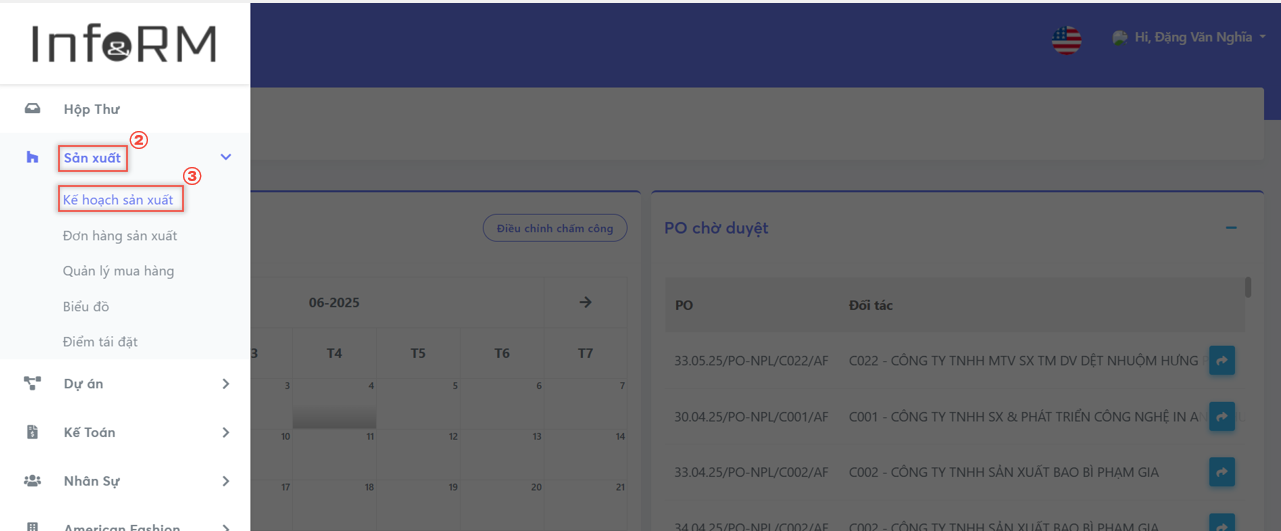 Inf&RM
Hi, Đặng Văn Nghĩa
Hộp Thư
②
Sản xuất
③
Kế hoạch sản xuất
Đơn hàng sản xuất
Quản lý mua hàng
Biểu đồ
Điểm tái đặt
Dự án
Kế Toán
Nhân Sự
American Fashion
Điều chỉnh chấm công
06-2025
3 T4 T5 T6 T7
3 4 5 6 7
10 11 12 13 14
17 18 19 20 21
PO chờ duyệt
PO Đối tác
33.05.25/PO-NPL/C022/AF C022 - CÔNG TY TNHH MTV SX TM DV DỆT NHUỘM HƯNG
30.04.25/PO-NPL/C001/AF C001 - CÔNG TY TNHH SX & PHÁT TRIỂN CÔNG NGHỆ IN
33.04.25/PO-NPL/C002/AF C002 - CÔNG TY TNHH SẢN XUẤT BAO BÌ PHẠM GIA
34.04.25/PO-NPL/C002/AF C002 - CÔNG TY TNHH SẢN XUẤT BAO BÌ PHẠM GIA